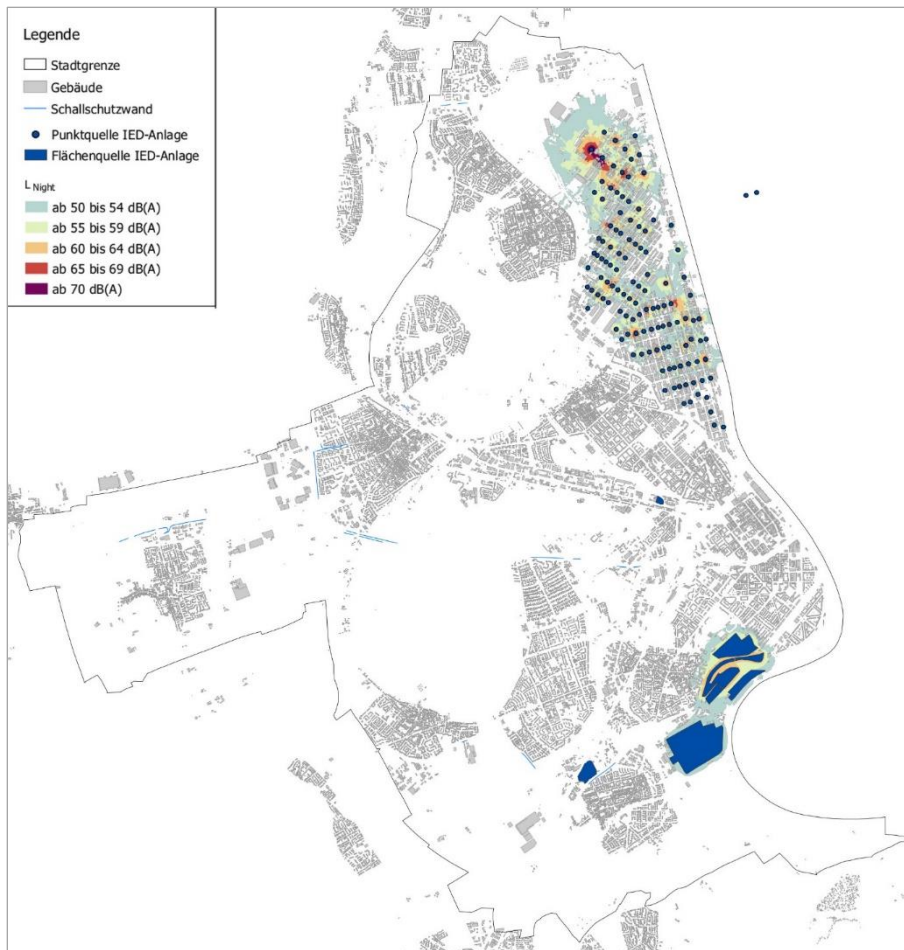 Legende
Stadtgrenze
Gebäude
Schallschutzwand
Punktquelle IED-Anlage
Flächenquelle IED-Anlage
L Night
ab 50 bis 54 dB(A)
ab 55 bis 59 dB(A)
ab 60 bis 64 dB(A)
ab 65 bis 69 dB(A)
ab 70 dB(A)